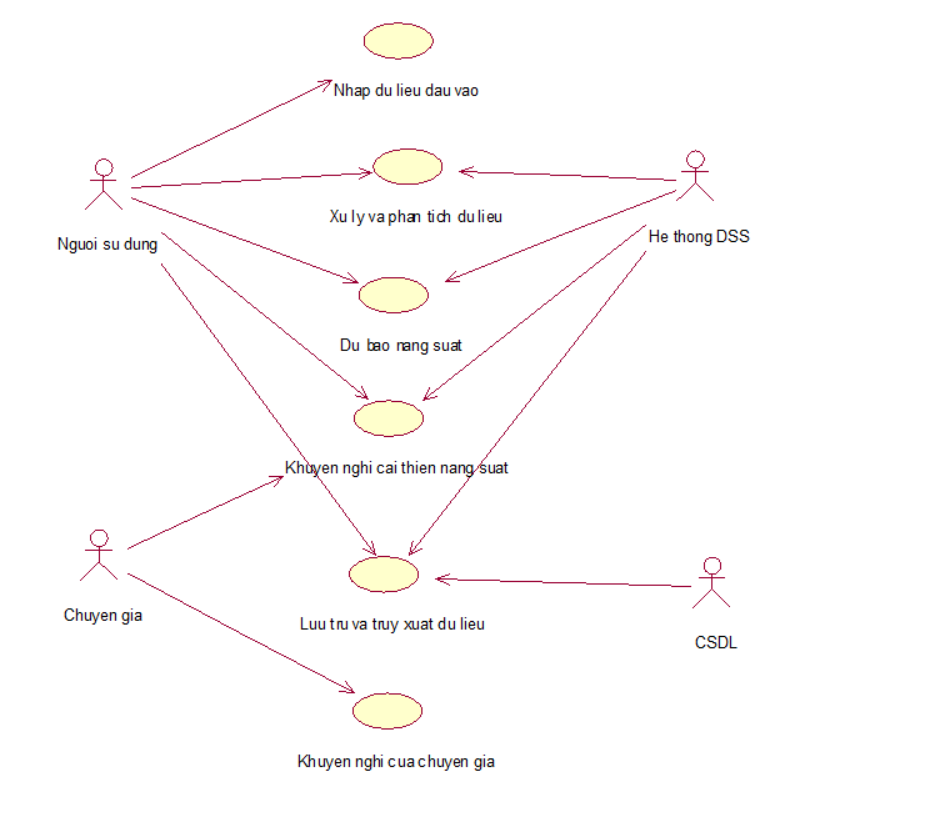 Nhap du lieu dau vao
Xu ly va phan tich du lieu
Nguoi su dung
He thong DSS
Du bao nang suat
Khuyen nghi cai thien nang suat
Chuyen gia
Luu tru va truy xuat du lieu
CSDL
Khuyen nghi cua chuyen gia